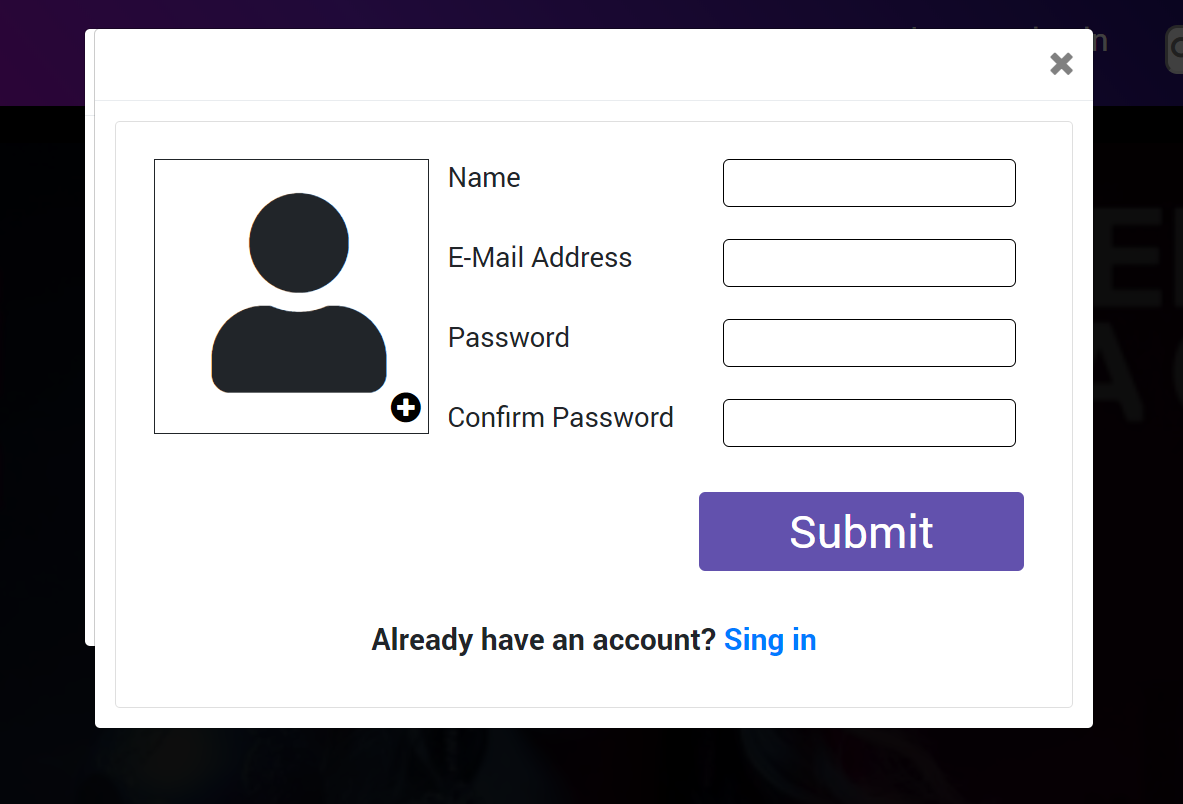 Name
E-Mail Address
Password
Confirm Password
Submit
Already have an account? Sing in